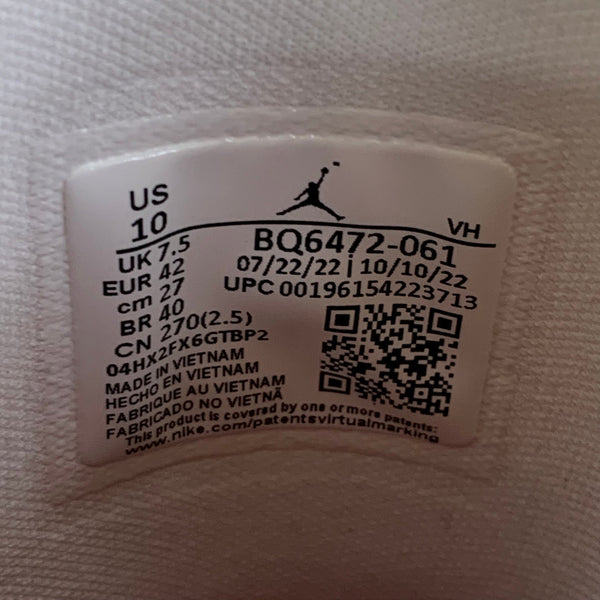 US
10
UK 7.5
EUR 42
cm 27
BR 40
CN 270(2.5)
04HX2FX6GTBP2
MADE IN VIETNAM
HECHO EN VIETNAM
FABRIQUE AU VIETNAM
FABRICADO NO VIETNÃ
This product is covered by one or more patents:
www.nike.com/patentsvirtualmarking
VH
BQ6472-061
07/22/22 | 10/10/22
UPC 00196154223713